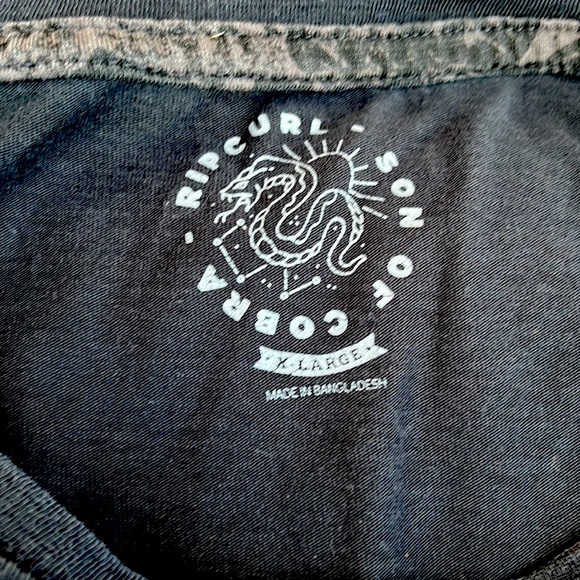 RIPCURL - SON OF COBRA -
X-LARGE
MADE IN BANGLADESH